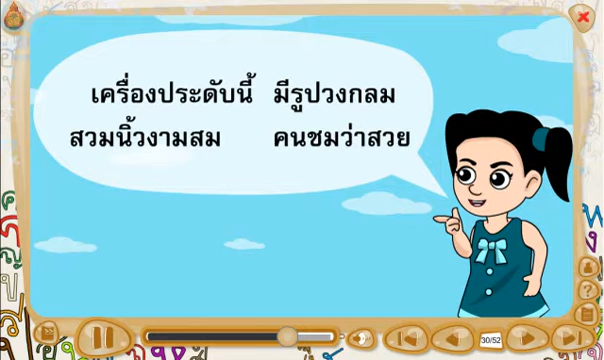 เครื่องประดับนี้ มีรูปวงกลม
สวมนิ้วงามสม คนชมว่าสวย
30/52